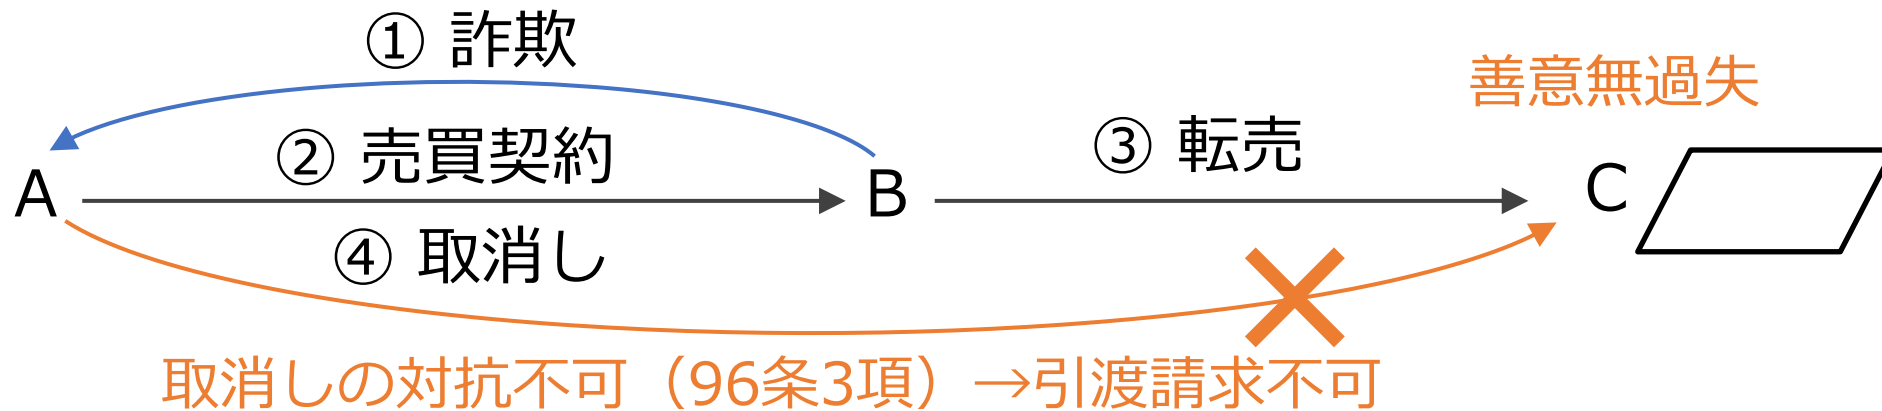 ① 詐欺
善意無過失
② 売買契約
③ 転売
A
B
C
④ 取消し
取消しの対抗不可（96条3項）→引渡請求不可